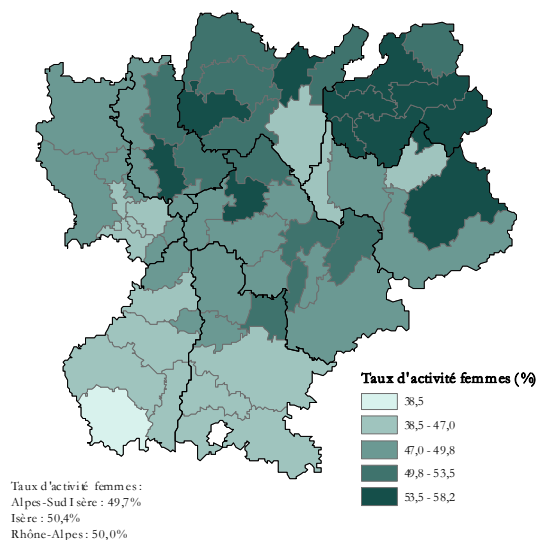 Taux d'activité femmes (%)
38,5
38,5 - 47,0
47,0 - 49,8
49,8 - 53,5
53,5 - 58,2
Taux d'activité femmes :
Alpes-Sud Isère : 49,7%
Isère : 50,4%
Rhône-Alpes : 50,0%